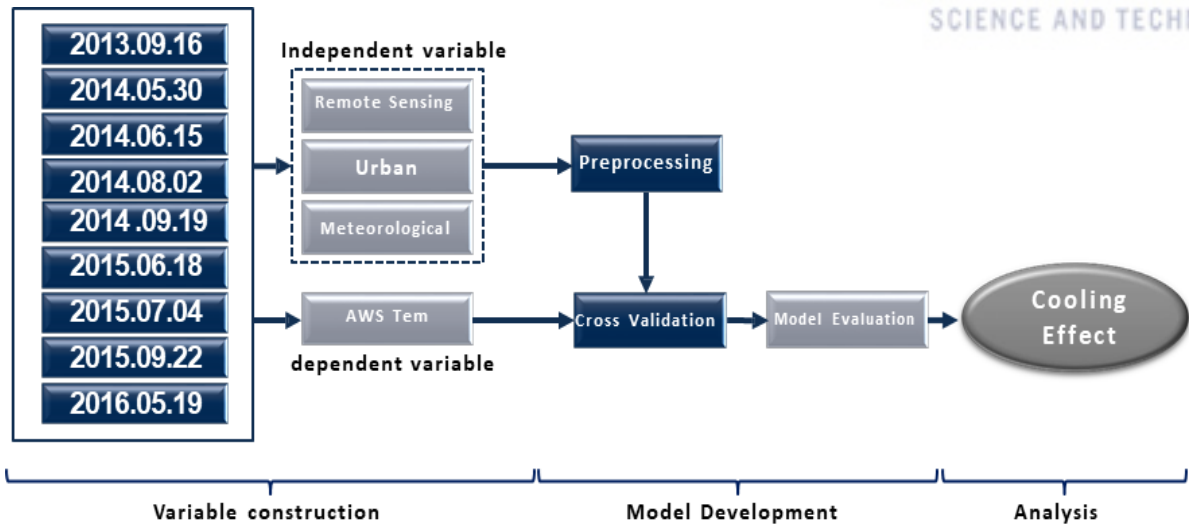 SCIENCE AND TECH
2013.09.16
2014.05.30
2014.06.15
2014.08.02
2014.09.19
2015.06.18
2015.07.04
2015.09.22
2016.05.19
Independent variable
Remote Sensing
Urban
Meteorological
AWS Tem
dependent variable
Preprocessing
Cross Validation
Model Evaluation
Cooling
Effect
Variable construction
Model Development
Analysis